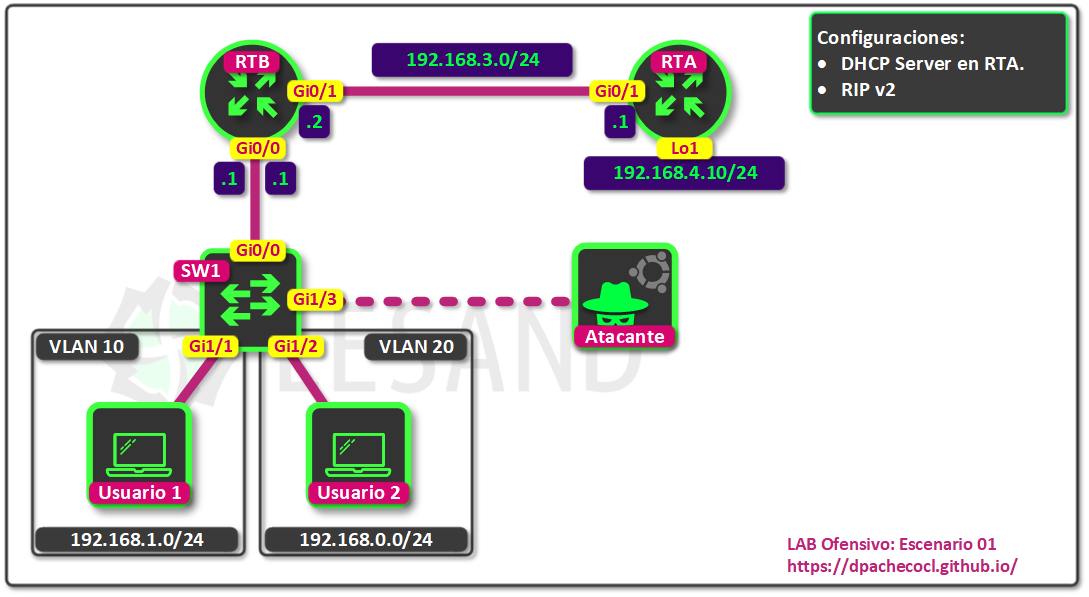 Configuraciones:
• DHCP Server en RTA.
• RIP v2
RTB
192.168.3.0/24
RTA
Gi0/1
Gi0/1
.2
.1
Gi0/0
Lo1
.1
.1
192.168.4.10/24
Gi0/0
SW1
Gi1/3
Atacante
VLAN 10
Gi1/1
Gi1/2
VLAN 20
Usuario 1
Usuario 2
192.168.1.0/24
192.168.0.0/24
LAB Ofensivo: Escenario 01
https://dpachecocl.github.io/